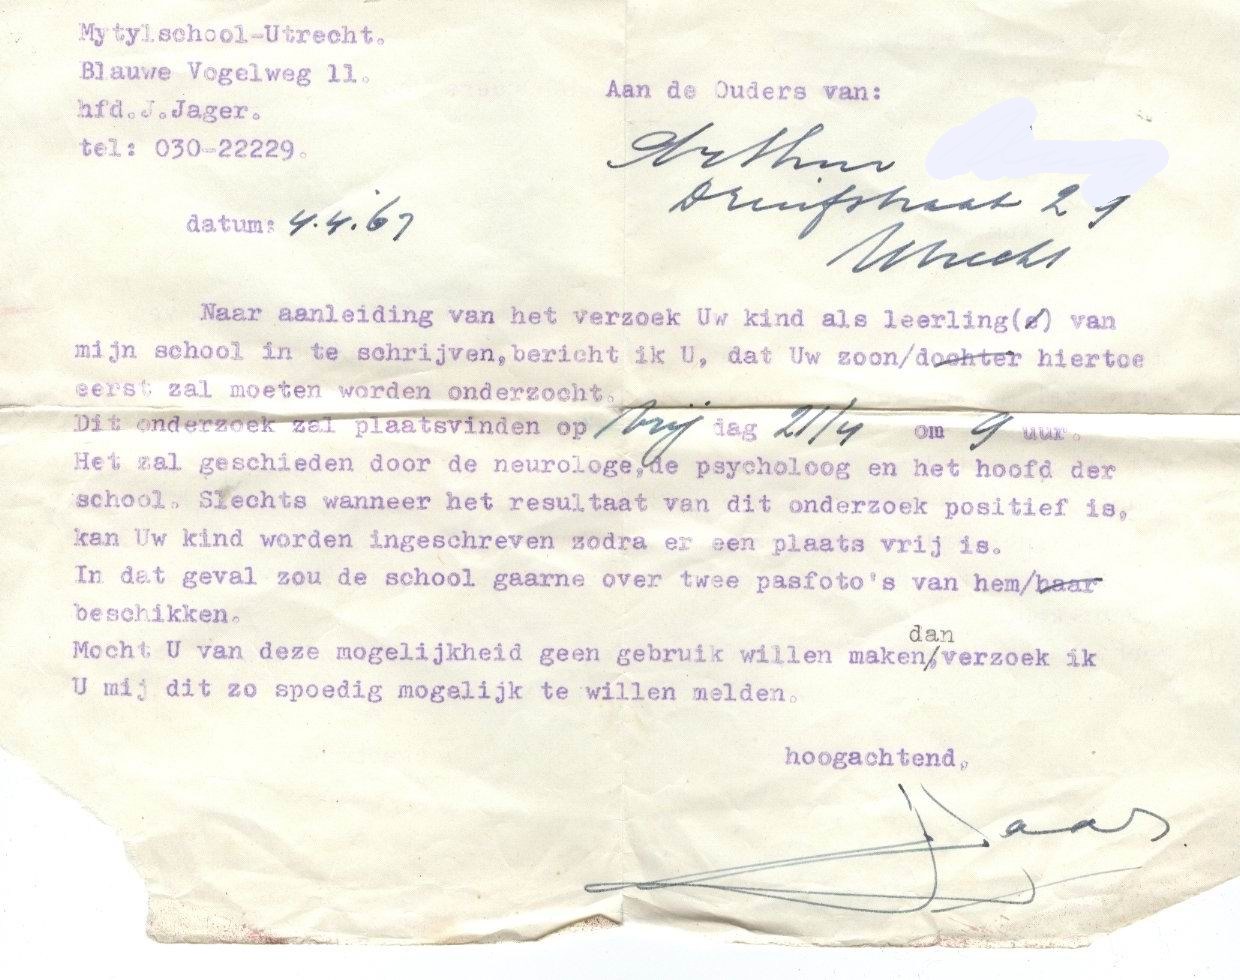 Mytylschool-Utrecht.
Blauwe Vogelweg 11.
hfd.J.Jager.
tel: 030-22229.
Aan de Ouders van:
Arthur
Druifstraat 29
Utrecht
datum: 4.4.67
Naar aanleiding van het verzoek Uw kind als leerling(e) van
mijn school in te schrijven,bericht ik U, dat Uw zoon/dochter hiertoe
eerst zal moeten worden onderzocht.
Dit onderzoek zal plaatsvinden op vrij dag 21/4 om 9 uur.
Het zal geschieden door de neurologe,de psycholoog en het hoofd der
school. Slechts wanneer het resultaat van dit onderzoek positief is,
kan Uw kind worden ingeschreven zodra er een plaats vrij is.
In dat geval zou de school gaarne over twee pasfoto's van hem/haar
beschikken.
dan
Mocht U van deze mogelijkheid geen gebruik willen maken/,verzoek ik
U mij dit zo spoedig mogelijk te willen melden.
hoogachtend,